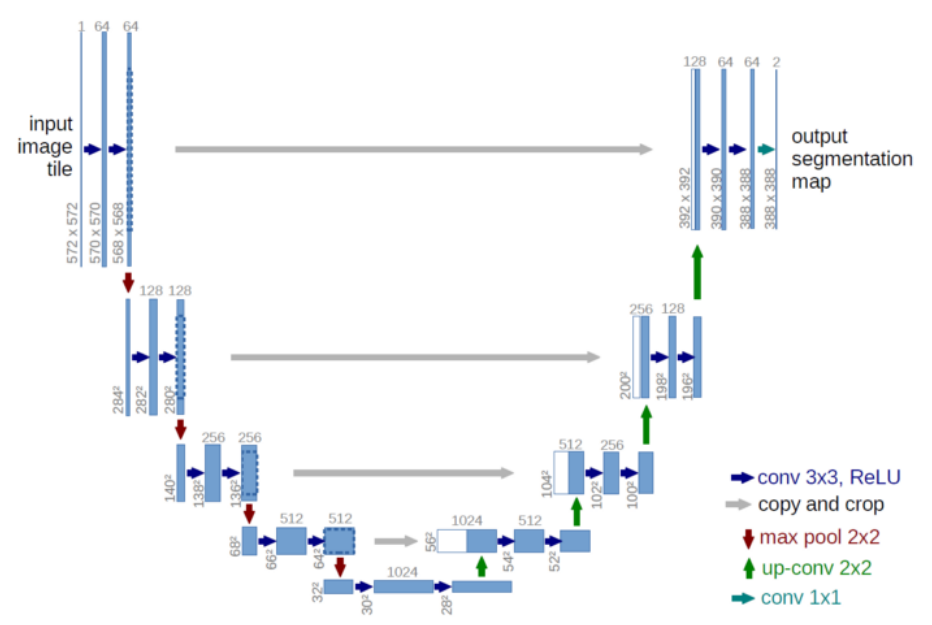 1 64 64
input
image
tile
572 x 572
570 x 570
568 x 568
128 64 64 2
output
segmentation
map
392 x 392
390 x 390
388 x 388
388 x 388
128 128
284²
282²
280²
256 128
200²
198²
196²
256 256
140²
138²
136²
512 256
104²
102²
100²
512 512
68²
66²
64²
1024 512
56²
54²
52²
1024
32²
30²
28²
conv 3x3, ReLU
copy and crop
max pool 2x2
up-conv 2x2
conv 1x1